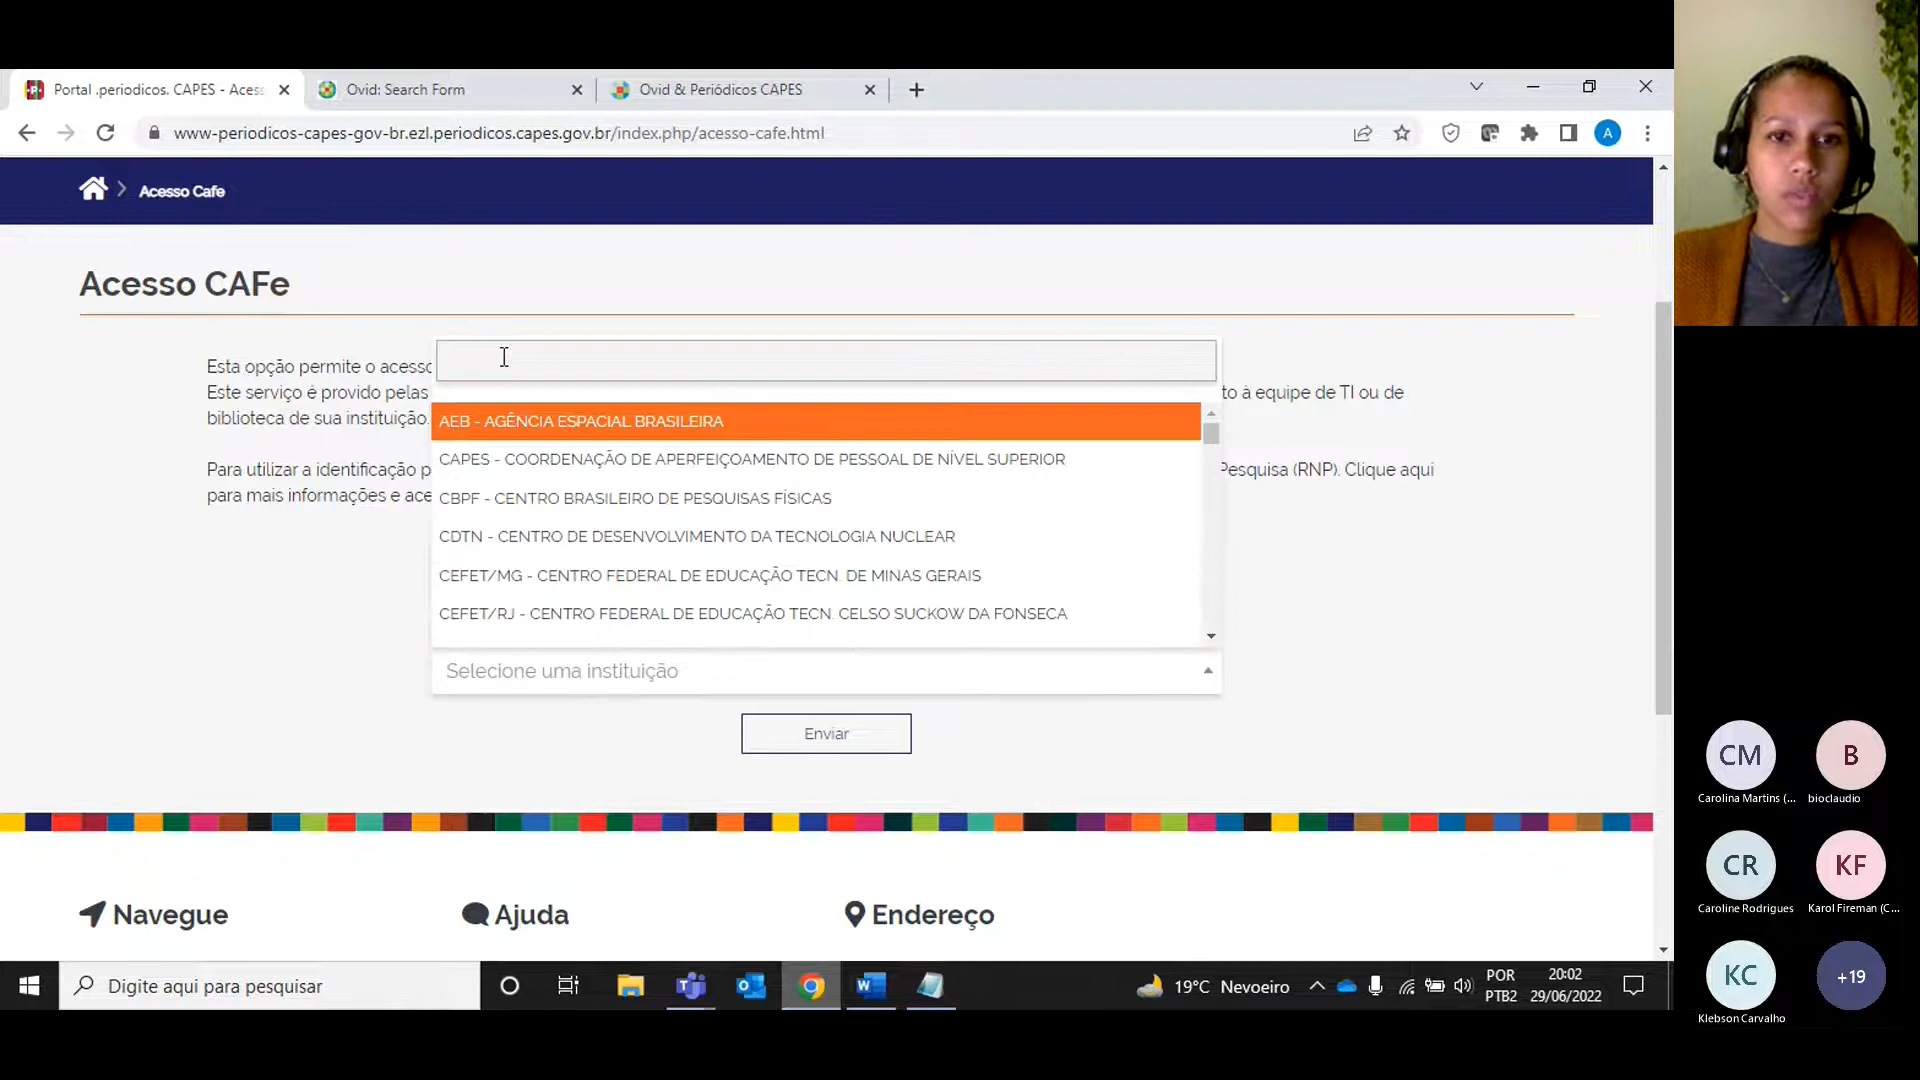 Portal .periodicos. CAPES - Acess
Ovid: Search Form
Ovid & Periódicos CAPES
www-periodicos-capes-gov-br.ezl.periodicos.capes.gov.br/index.php/acesso-cafe.html
A
Acesso Cafe
Acesso CAFe
Esta opção permite o acesso
Este serviço é provido pelas
to à equipe de TI ou de
biblioteca de sua instituição.
Para utilizar a identificação p
Pesquisa (RNP). Clique aqui
para mais informações e ace
AEB - AGÊNCIA ESPACIAL BRASILEIRA
CAPES - COORDENAÇÃO DE APERFEIÇOAMENTO DE PESSOAL DE NÍVEL SUPERIOR
CBPF - CENTRO BRASILEIRO DE PESQUISAS FÍSICAS
CDTN - CENTRO DE DESENVOLVIMENTO DA TECNOLOGIA NUCLEAR
CEFET/MG - CENTRO FEDERAL DE EDUCAÇÃO TECN. DE MINAS GERAIS
CEFET/RJ - CENTRO FEDERAL DE EDUCAÇÃO TECN. CELSO SUCKOW DA FONSECA
Selecione uma instituição
Enviar
Navegue
Ajuda
Endereço
Digite aqui para pesquisar
19°C Nevoeiro
POR
PTB2
20:02
29/06/2022
CM
Carolina Martins (...
B
bioclaudio
CR
Caroline Rodrigues
KF
Karol Fireman (C...
KC
Klebson Carvalho
+19